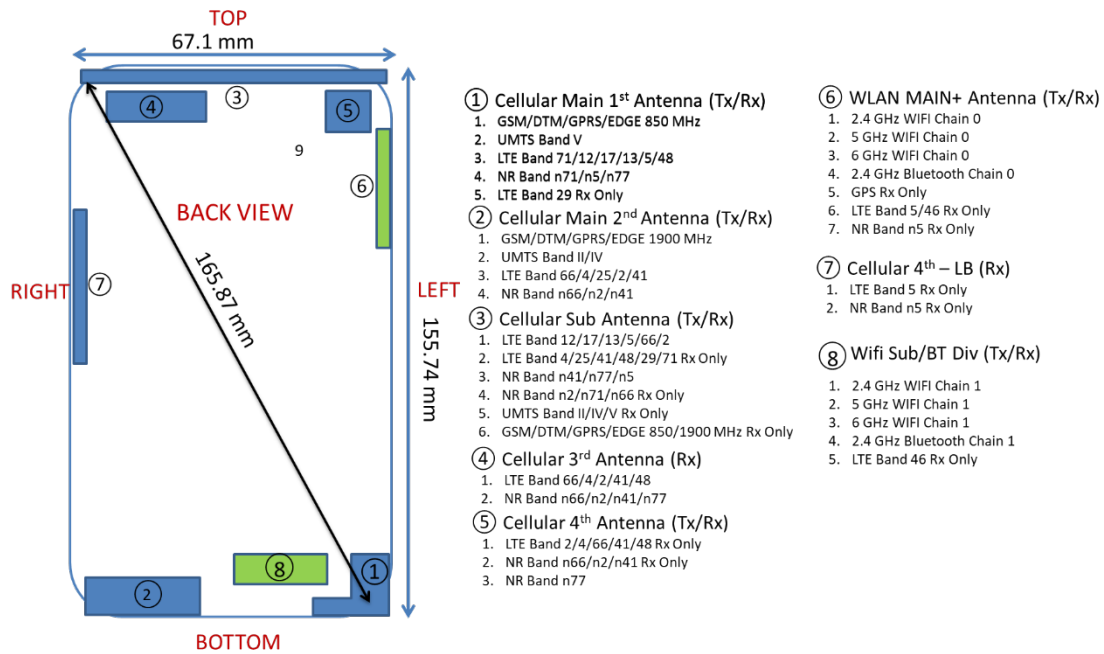 TOP
67.1 mm
④
③
⑤
9
⑥
BACK VIEW
165.87 mm
RIGHT
⑦
LEFT
155.74 mm
⑧
①
②
BOTTOM
① Cellular Main 1st Antenna (Tx/Rx)
1. GSM/DTM/GPRS/EDGE 850 MHz
2. UMTS Band V
3. LTE Band 71/12/17/13/5/48
4. NR Band n71/n5/n77
5. LTE Band 29 Rx Only
② Cellular Main 2nd Antenna (Tx/Rx)
1. GSM/DTM/GPRS/EDGE 1900 MHz
2. UMTS Band II/IV
3. LTE Band 66/4/25/2/41
4. NR Band n66/n2/n41
③ Cellular Sub Antenna (Tx/Rx)
1. LTE Band 12/17/13/5/66/2
2. LTE Band 4/25/41/48/29/71 Rx Only
3. NR Band n41/n77/n5
4. NR Band n2/n71/n66 Rx Only
5. UMTS Band II/IV/V Rx Only
6. GSM/DTM/GPRS/EDGE 850/1900 MHz Rx Only
④ Cellular 3rd Antenna (Rx)
1. LTE Band 66/4/2/41/48
2. NR Band n66/n2/n41/n77
⑤ Cellular 4th Antenna (Tx/Rx)
1. LTE Band 2/4/66/41/48 Rx Only
2. NR Band n66/n2/n41 Rx Only
3. NR Band n77
⑥ WLAN MAIN+ Antenna (Tx/Rx)
1. 2.4 GHz WIFI Chain 0
2. 5 GHz WIFI Chain 0
3. 6 GHz WIFI Chain 0
4. 2.4 GHz Bluetooth Chain 0
5. GPS Rx Only
6. LTE Band 5/46 Rx Only
7. NR Band n5 Rx Only
⑦ Cellular 4th – LB (Rx)
1. LTE Band 5 Rx Only
2. NR Band n5 Rx Only
⑧ Wifi Sub/BT Div (Tx/Rx)
1. 2.4 GHz WIFI Chain 1
2. 5 GHz WIFI Chain 1
3. 6 GHz WIFI Chain 1
4. 2.4 GHz Bluetooth Chain 1
5. LTE Band 46 Rx Only